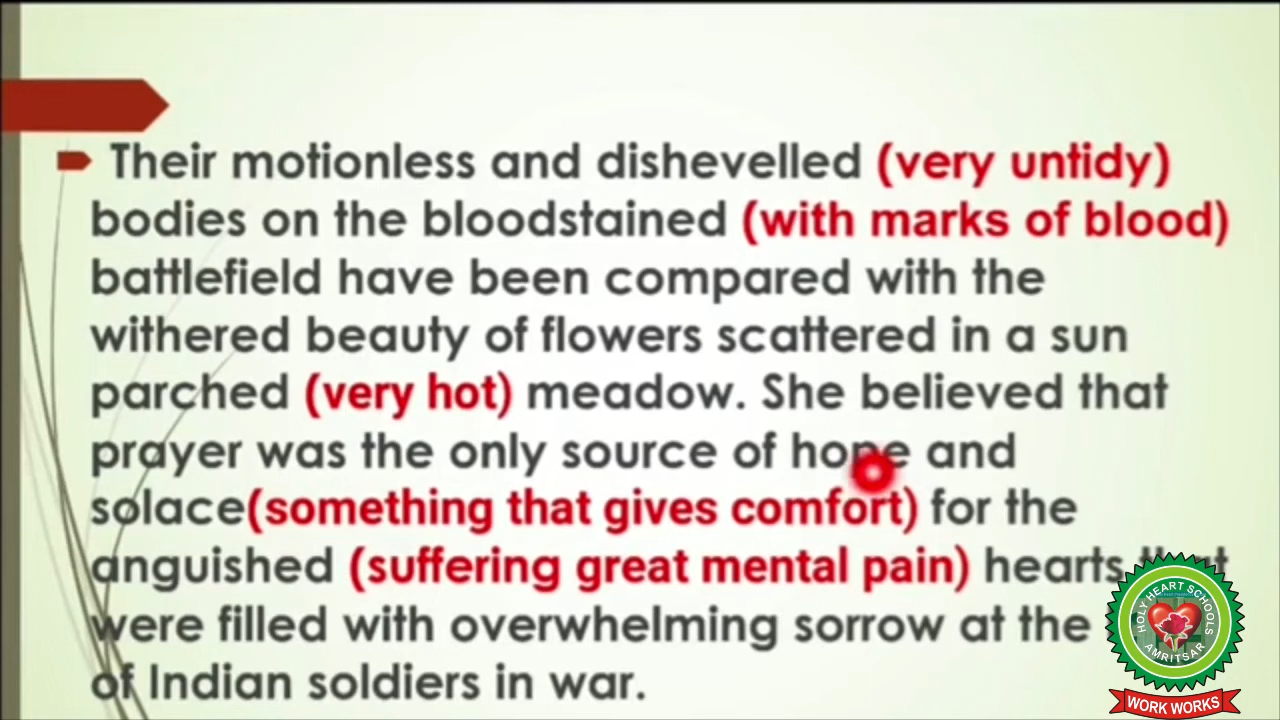 Their motionless and dishevelled (very untidy)
bodies on the bloodstained (with marks of blood)
battlefield have been compared with the
withered beauty of flowers scattered in a sun
parched (very hot) meadow. She believed that
prayer was the only source of hope and
solace(something that gives comfort) for the
anguished (suffering great mental pain) hearts that
were filled with overwhelming sorrow at the
of Indian soldiers in war.
HOLY HEART SCHOOLS
AMRITSAR
WORK WORKS